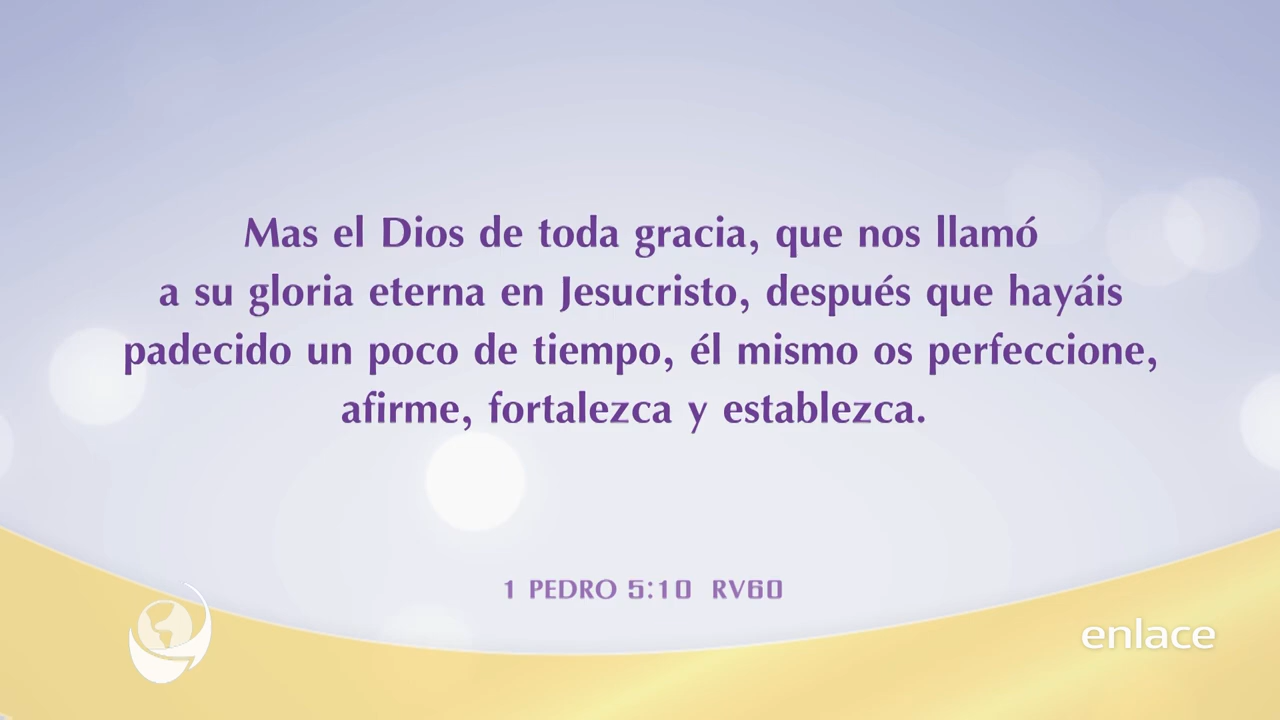 Mas el Dios de toda gracia, que nos llamó
a su gloria eterna en Jesucristo, después que hayáis
padecido un poco de tiempo, él mismo os perfeccione,
afirme, fortalezca y establezca.
1 PEDRO 5:10 RV60
enlace